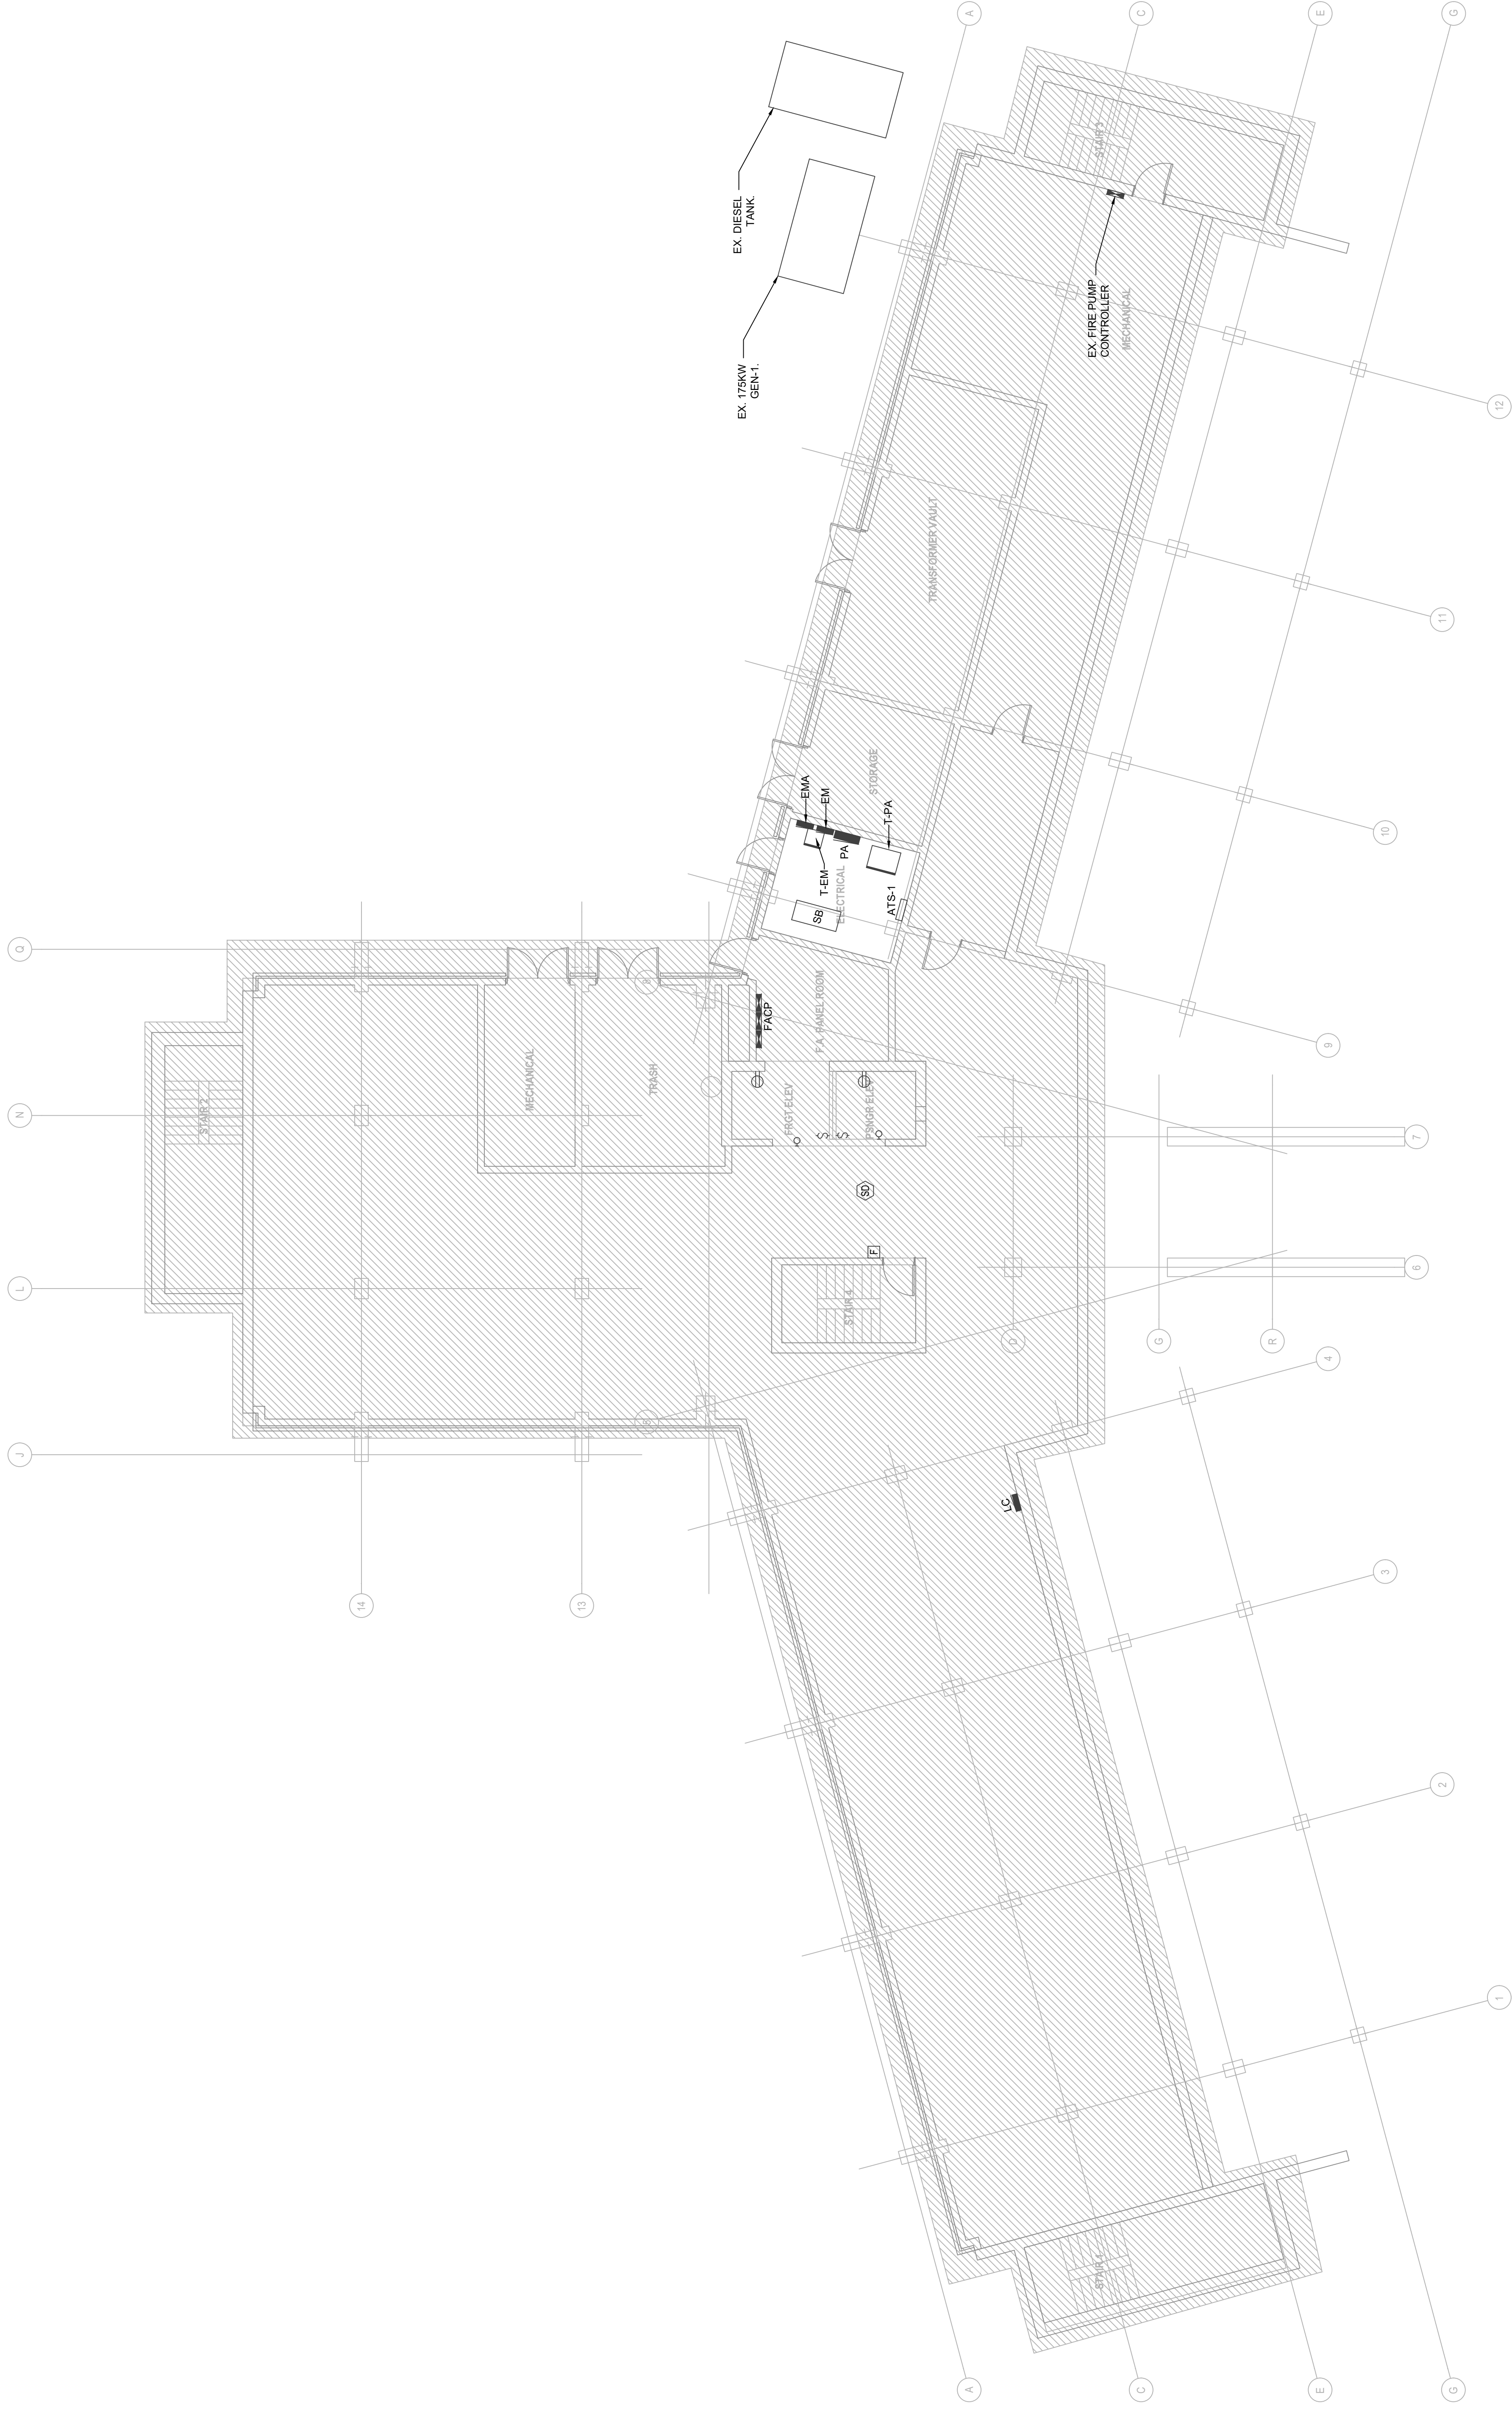 A
C
E
G
EX. DIESEL
TANK.
STAIR 3
EX. 175KW
GEN-1.
EX. FIRE PUMP
CONTROLLER
MECHANICAL
12
TRANSFORMER VAULT
11
STORAGE
EMA
EM
T-PA
PA
T-EM
ELECTRICAL
ATS-1
SB
10
Q
8
FACP
F.A. PANEL ROOM
9
MECHANICAL
TRASH
FRGT ELEV
PSNGR ELEV
N
STAIR 2
7
SD
F
L
STAIR 4
6
D
G
R
4
5
J
LC
14
13
3
2
1
STAIR 1
A
C
E
G